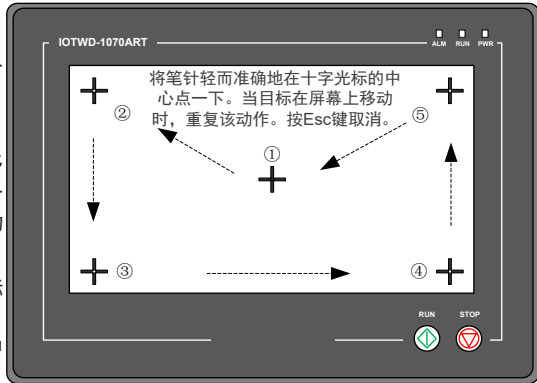 IOTWD-1070ART
ALM RUN PWR
将笔针轻而准确地在十字光标的中
心点一下。当目标在屏幕上移动
时，重复该动作。按Esc键取消。
②
⑤
①
③
④
RUN STOP